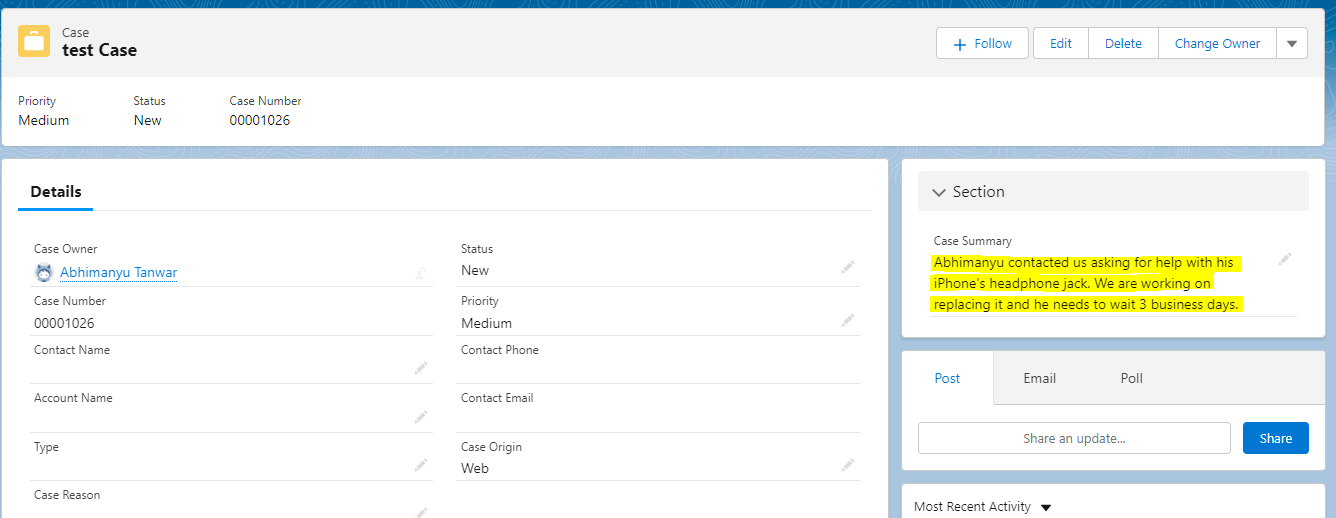 Case
test Case
+ Follow
Edit
Delete
Change Owner
Priority
Medium
Status
New
Case Number
00001026
Details
Case Owner
Abhimanyu Tanwar
Status
New
Case Number
00001026
Priority
Medium
Contact Name
Contact Phone
Account Name
Contact Email
Type
Case Origin
Web
Case Reason
Section
Case Summary
Abhimanyu contacted us asking for help with his
iPhone's headphone jack. We are working on
replacing it and he needs to wait 3 business days.
Post
Email
Poll
Share an update...
Share
Most Recent Activity